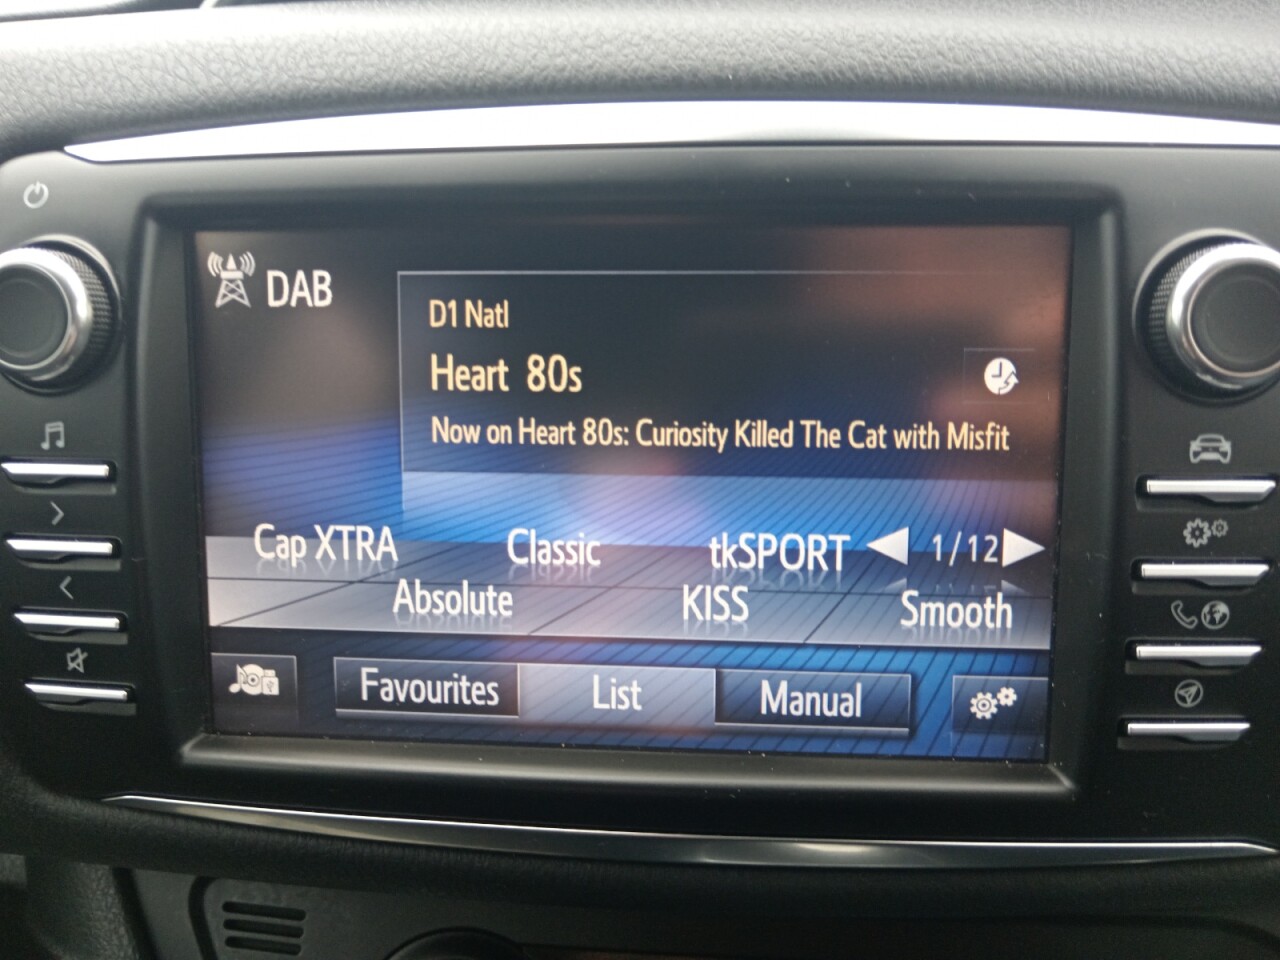 DAB
D1 Natl
Heart 80s
Now on Heart 80s: Curiosity Killed The Cat with Misfit
Cap XTRA Classic tkSPORT 1/12
Absolute KISS Smooth
Favourites List Manual